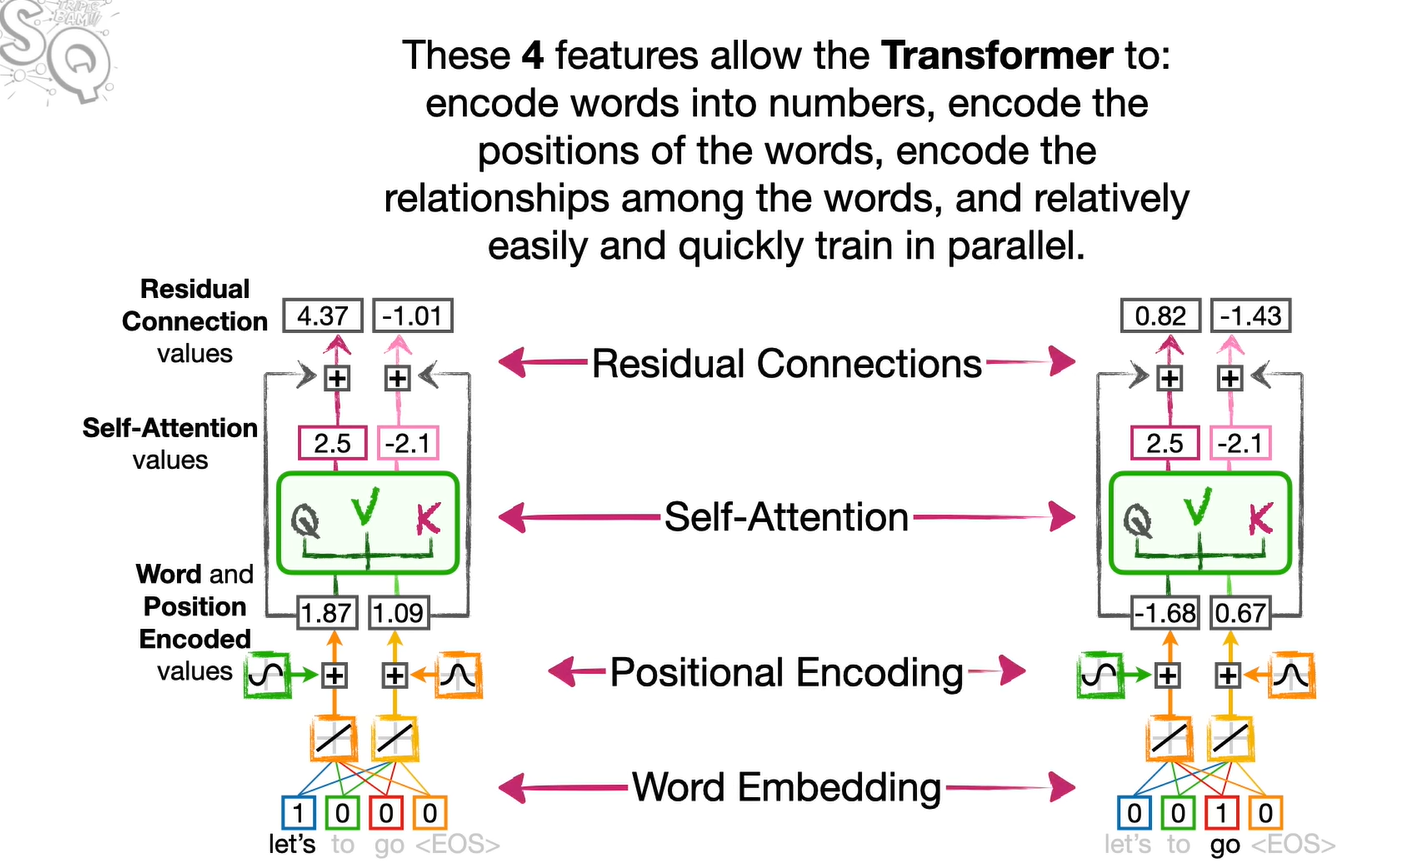 TRIPLE
BAM!!
SQ
These 4 features allow the Transformer to:
encode words into numbers, encode the
positions of the words, encode the
relationships among the words, and relatively
easily and quickly train in parallel.
Residual
Connection
values
4.37 -1.01
0.82 -1.43
Residual Connections
+ +
+ +
Self-Attention
values
2.5 -2.1
2.5 -2.1
Q V K
Self-Attention
Q V K
Word and
Position
Encoded
values
1.87 1.09
-1.68 0.67
+ +
Positional Encoding
+ +
Word Embedding
1 0 0 0
0 0 1 0
let's to go <EOS>
let's to go <EOS>